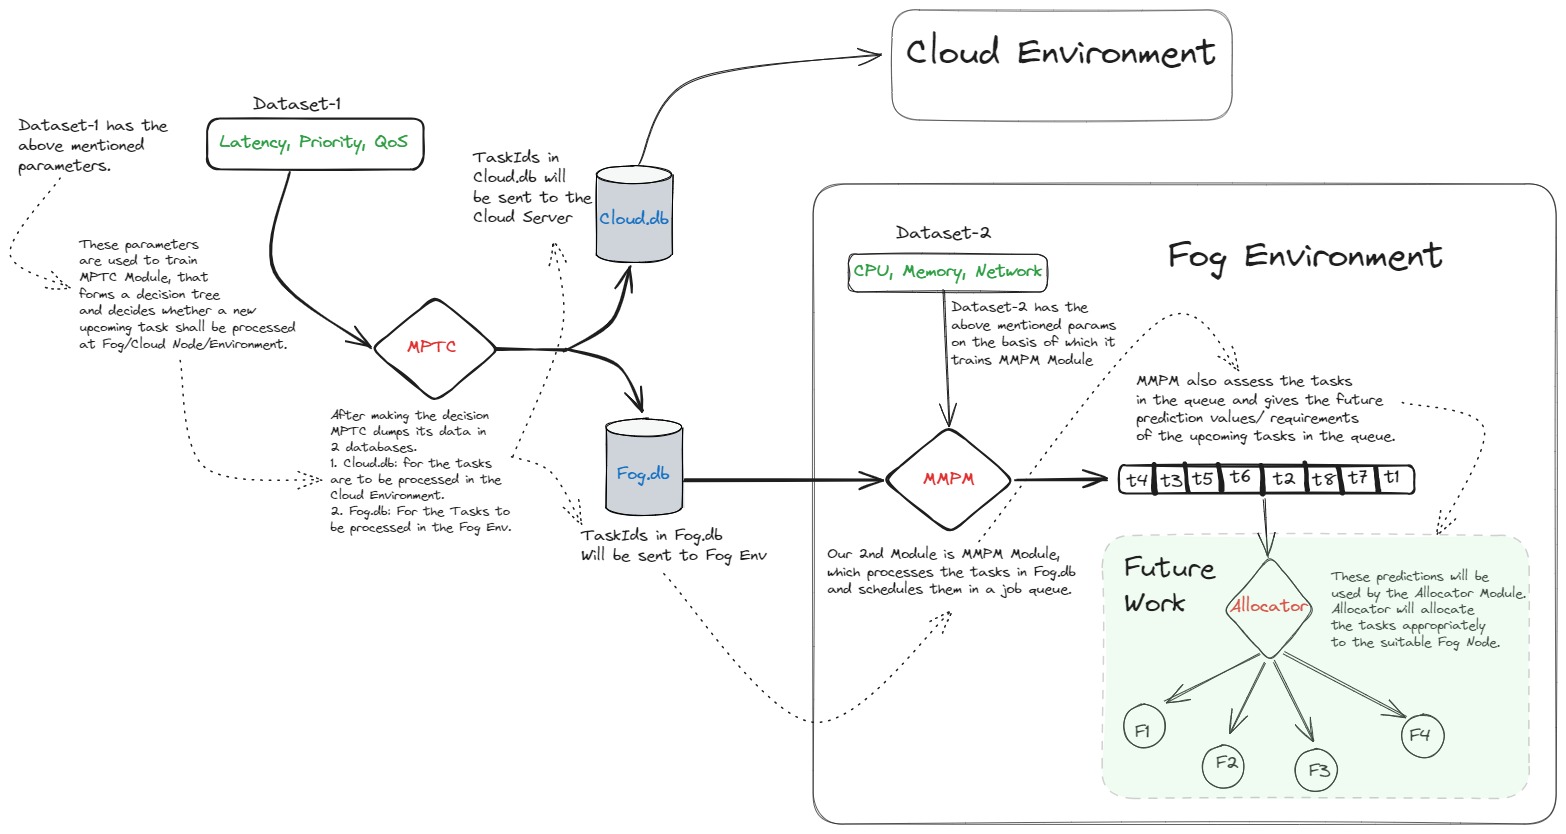 Cloud Environment
Dataset-1
Latency, Priority, QoS
Dataset-1 has the
above mentioned
parameters.
These parameters
are used to train
MPTC Module, that
forms a decision tree
and decides whether a new
upcoming task shall be processed
at Fog/Cloud Node/Environment.
MPTC
TaskIds in
Cloud.db will
be sent to the
Cloud Server
Cloud.db
After making the decision
MPTC dumps its data in
2 databases.
1. Cloud.db: for the tasks
are to be processed in the
Cloud Environment.
2. Fog.db: For the Tasks to
be processed in the Fog Env.
Fog.db
TaskIds in Fog.db
Will be sent to Fog Env
Fog Environment
Dataset-2
CPU, Memory, Network
Dataset-2 has the
above mentioned params
on the basis of which it
trains MMPM Module
MMPM
Our 2nd Module is MMPM Module,
which processes the tasks in Fog.db
and schedules them in a job queue.
MMPM also assess the tasks
in the queue and gives the future
prediction values/ requirements
of the upcoming tasks in the queue.
t4 t3 t5 t6 t2 t8 t7 t1
Future
Work
Allocator
These predictions will be
used by the Allocator Module.
Allocator will allocate
the tasks appropriately
to the suitable Fog Node.
F1
F2
F3
F4